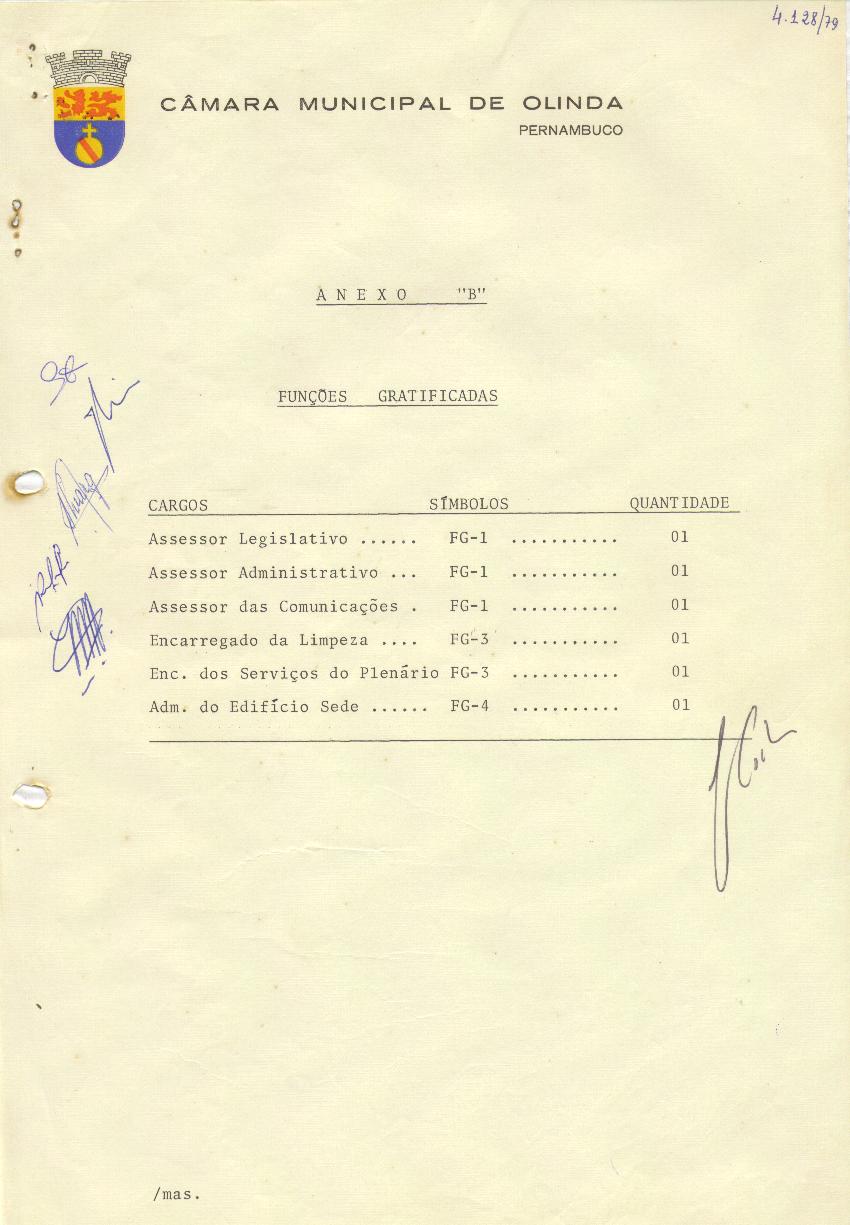 4.128/79
CÂMARA MUNICIPAL DE OLINDA
PERNAMBUCO
A N E X O "B"
FUNÇÕES GRATIFICADAS
CARGOS SÍMBOLOS QUANTIDADE
Assessor Legislativo ...... FG-1 ........... 01
Assessor Administrativo ... FG-1 ........... 01
Assessor das Comunicações . FG-1 ........... 01
Encarregado da Limpeza .... FG-3 ........... 01
Enc. dos Serviços do Plenário FG-3 ........... 01
Adm. do Edifício Sede ...... FG-4 ........... 01
/mas.